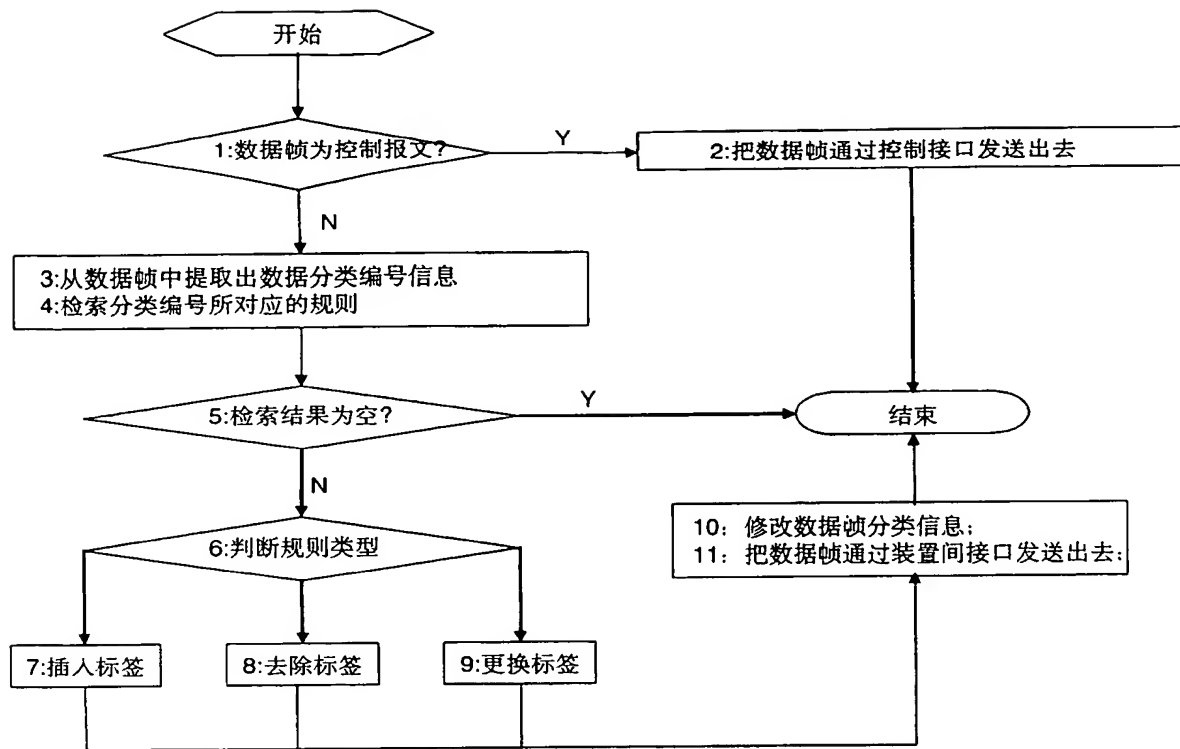 开始
1:数据帧为控制报文?
Y
2:把数据帧通过控制接口发送出去
N
3:从数据帧中提取出数据分类编号信息
4:检索分类编号所对应的规则
5:检索结果为空?
Y
结束
N
6:判断规则类型
10：修改数据帧分类信息;
11：把数据帧通过装置间接口发送出去;
7:插入标签
8:去除标签
9:更换标签